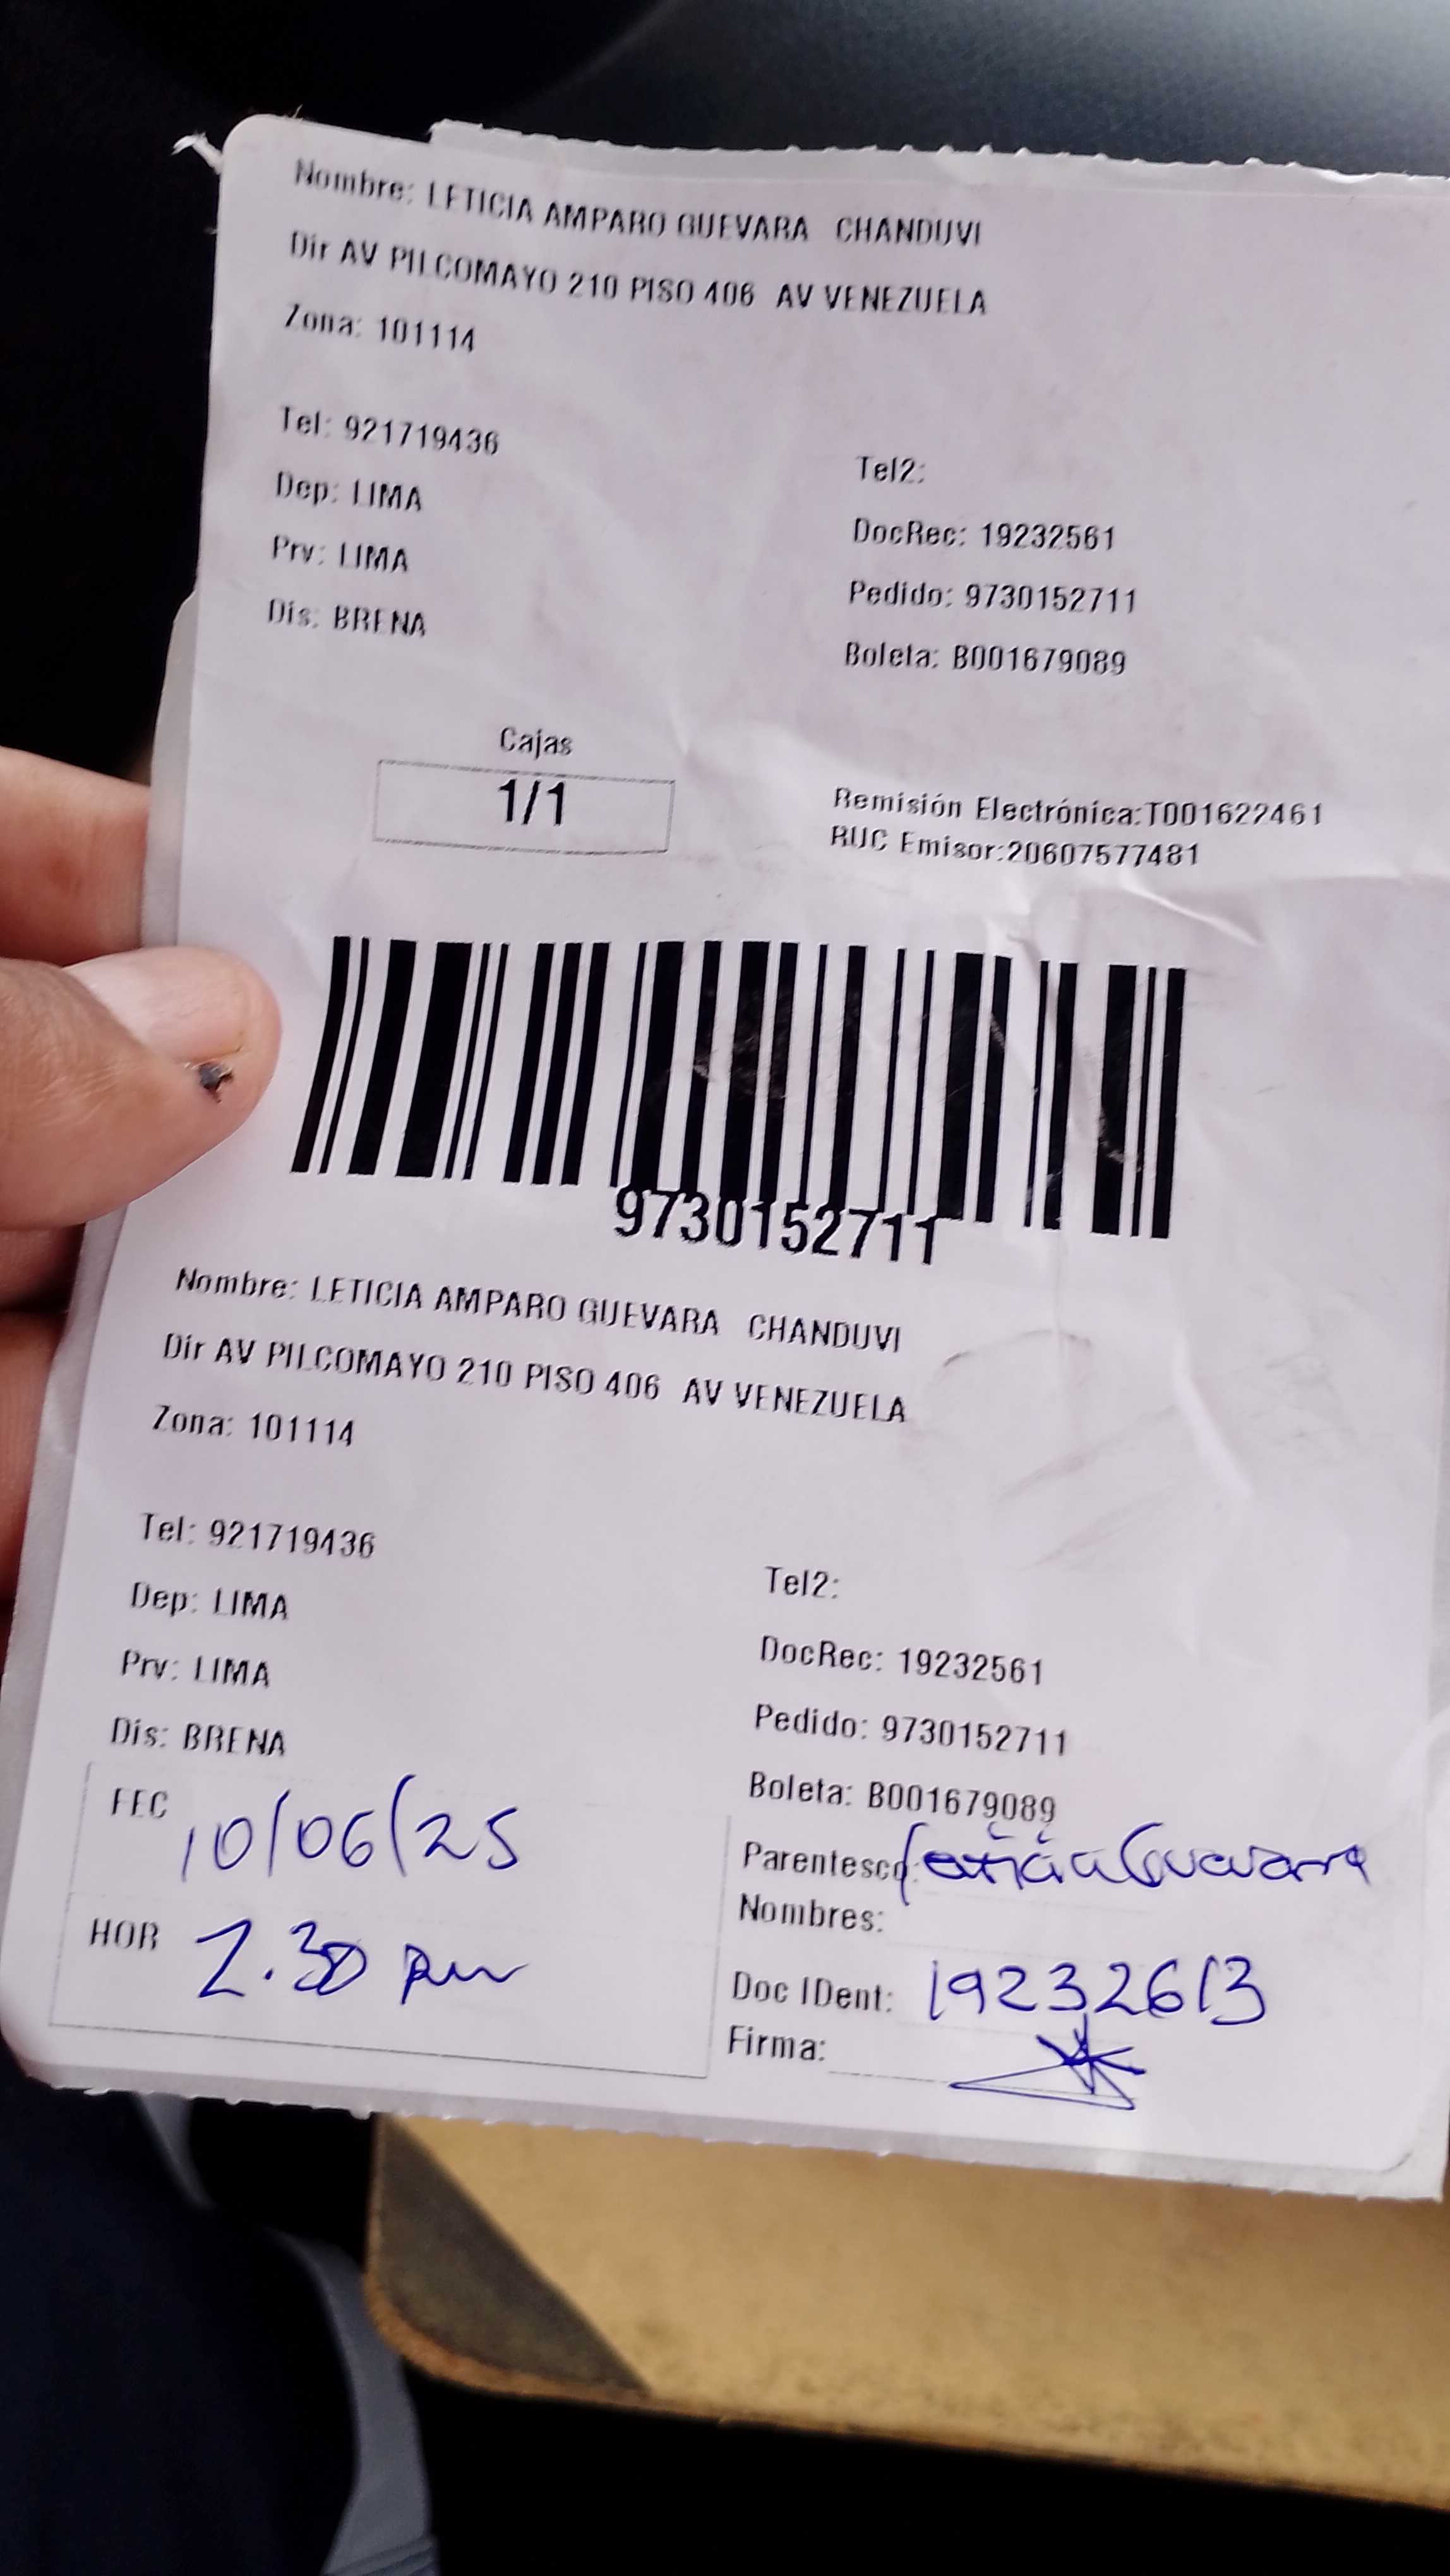 Nombre: LETICIA AMPARO GUEVARA CHANDUVI
Dir AV PILCOMAYO 210 PISO 406 AV VENEZUELA
Zona: 101114
Tel: 921719436
Tel2:
Dep: LIMA
DocRec: 19232561
Prv: LIMA
Pedido: 9730152711
Dis: BRENA
Boleta: B001679089
Cajas
1/1
Remisión Electrónica:T001622461
RUC Emisor:20607577481
9730152711
Nombre: LETICIA AMPARO GUEVARA CHANDUVI
Dir AV PILCOMAYO 210 PISO 406 AV VENEZUELA
Zona: 101114
Tel: 921719436
Tel2:
Dep: LIMA
DocRec: 19232561
Prv: LIMA
Pedido: 9730152711
Dis: BRENA
Boleta: B001679089
FEC 10/06/25
Parentesco: Guevara
Nombres:
HOR 2.30 pm
Doc IDent: 19232613
Firma: